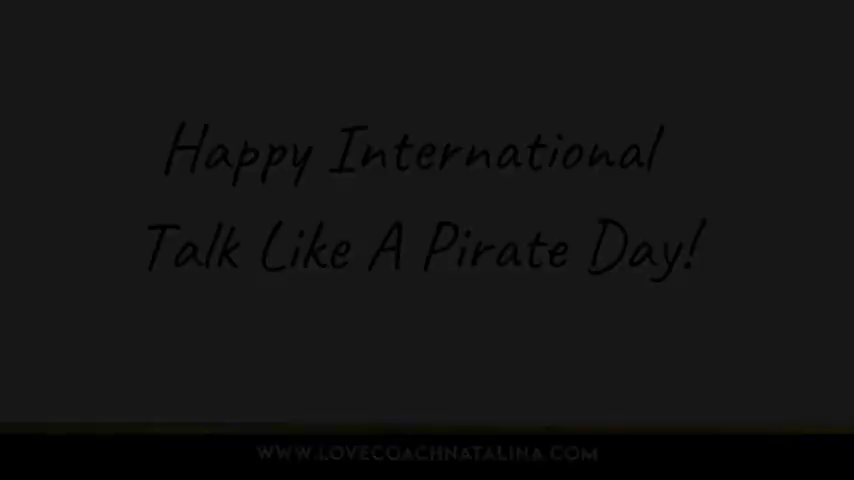 Happy International
Talk Like A Pirate Day!
WWW.LOVECOACHNATALINA.COM